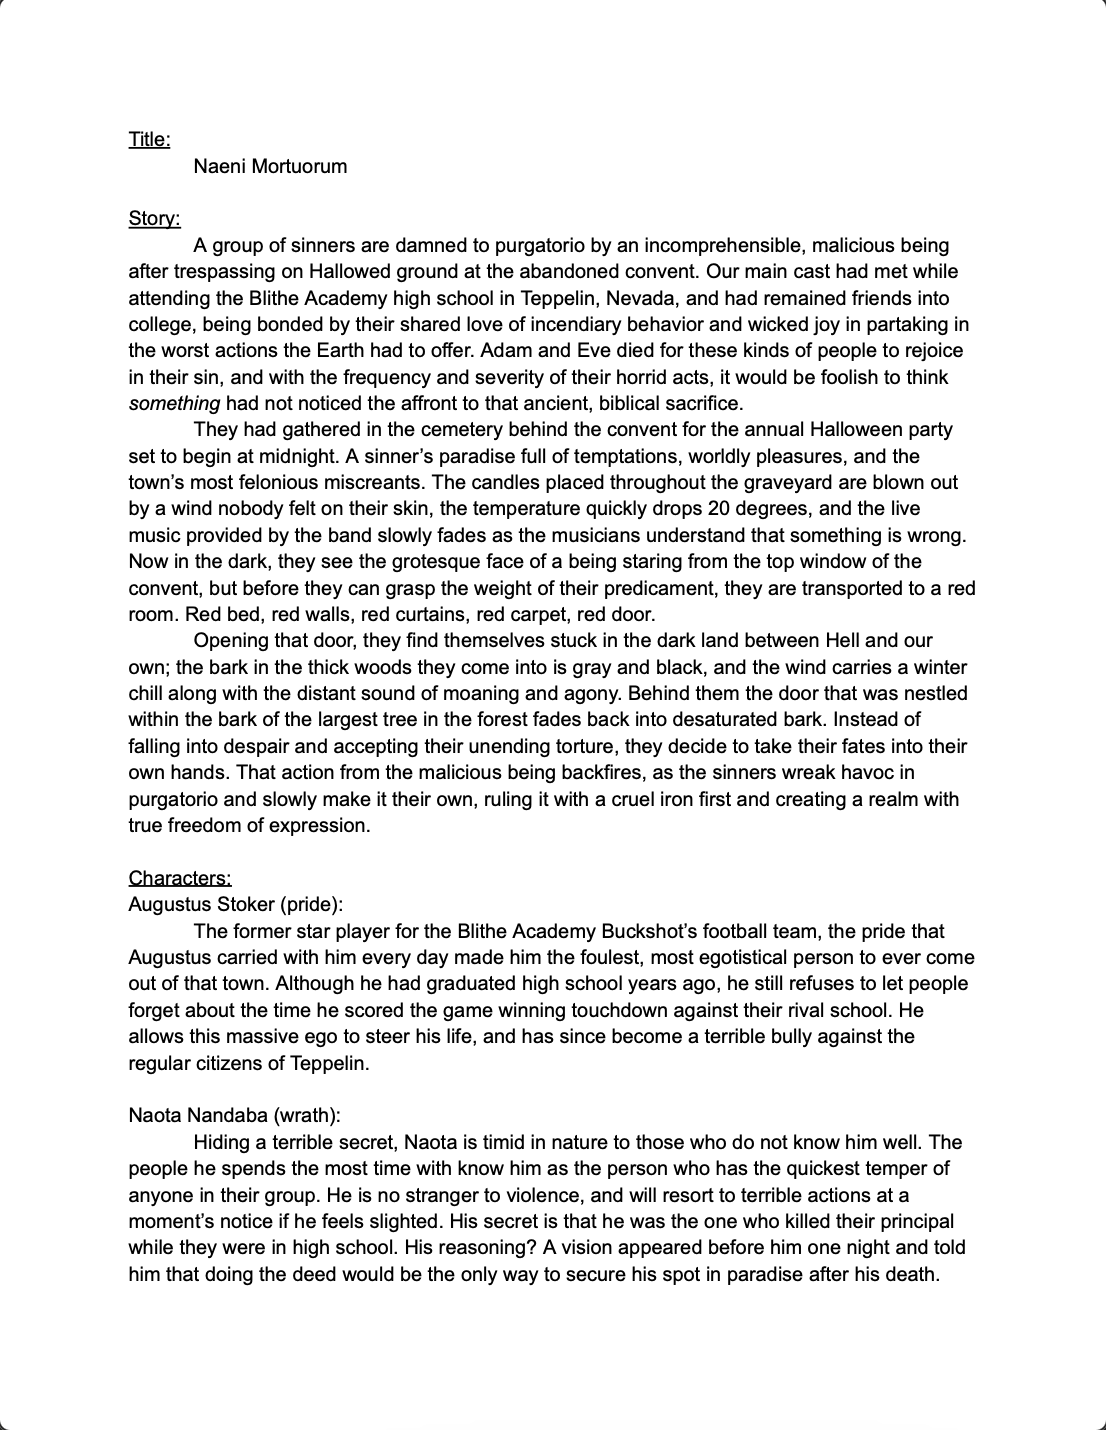 Title:
Naeni Mortuorum
Story:
A group of sinners are damned to purgatorio by an incomprehensible, malicious being
after trespassing on Hallowed ground at the abandoned convent. Our main cast had met while
attending the Blithe Academy high school in Teppelin, Nevada, and had remained friends into
college, being bonded by their shared love of incendiary behavior and wicked joy in partaking in
the worst actions the Earth had to offer. Adam and Eve died for these kinds of people to rejoice
in their sin, and with the frequency and severity of their horrid acts, it would be foolish to think
something had not noticed the affront to that ancient, biblical sacrifice.
They had gathered in the cemetery behind the convent for the annual Halloween party
set to begin at midnight. A sinner’s paradise full of temptations, worldly pleasures, and the
town’s most felonious miscreants. The candles placed throughout the graveyard are blown out
by a wind nobody felt on their skin, the temperature quickly drops 20 degrees, and the live
music provided by the band slowly fades as the musicians understand that something is wrong.
Now in the dark, they see the grotesque face of a being staring from the top window of the
convent, but before they can grasp the weight of their predicament, they are transported to a red
room. Red bed, red walls, red curtains, red carpet, red door.
Opening that door, they find themselves stuck in the dark land between Hell and our
own; the bark in the thick woods they come into is gray and black, and the wind carries a winter
chill along with the distant sound of moaning and agony. Behind them the door that was nestled
within the bark of the largest tree in the forest fades back into desaturated bark. Instead of
falling into despair and accepting their unending torture, they decide to take their fates into their
own hands. That action from the malicious being backfires, as the sinners wreak havoc in
purgatorio and slowly make it their own, ruling it with a cruel iron first and creating a realm with
true freedom of expression.
Characters:
Augustus Stoker (pride):
The former star player for the Blithe Academy Buckshot’s football team, the pride that
Augustus carried with him every day made him the foulest, most egotistical person to ever come
out of that town. Although he had graduated high school years ago, he still refuses to let people
forget about the time he scored the game winning touchdown against their rival school. He
allows this massive ego to steer his life, and has since become a terrible bully against the
regular citizens of Teppelin.
Naota Nandaba (wrath):
Hiding a terrible secret, Naota is timid in nature to those who do not know him well. The
people he spends the most time with know him as the person who has the quickest temper of
anyone in their group. He is no stranger to violence, and will resort to terrible actions at a
moment’s notice if he feels slighted. His secret is that he was the one who killed their principal
while they were in high school. His reasoning? A vision appeared before him one night and told
him that doing the deed would be the only way to secure his spot in paradise after his death.